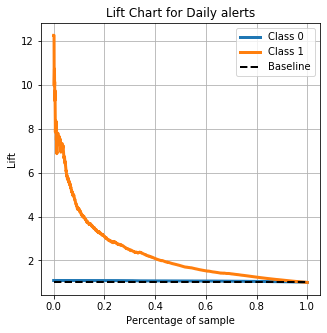 Lift Chart for Daily alerts
Class 0
Class 1
Baseline
12
10
8
6
4
2
Lift
0.0 0.2 0.4 0.6 0.8 1.0
Percentage of sample